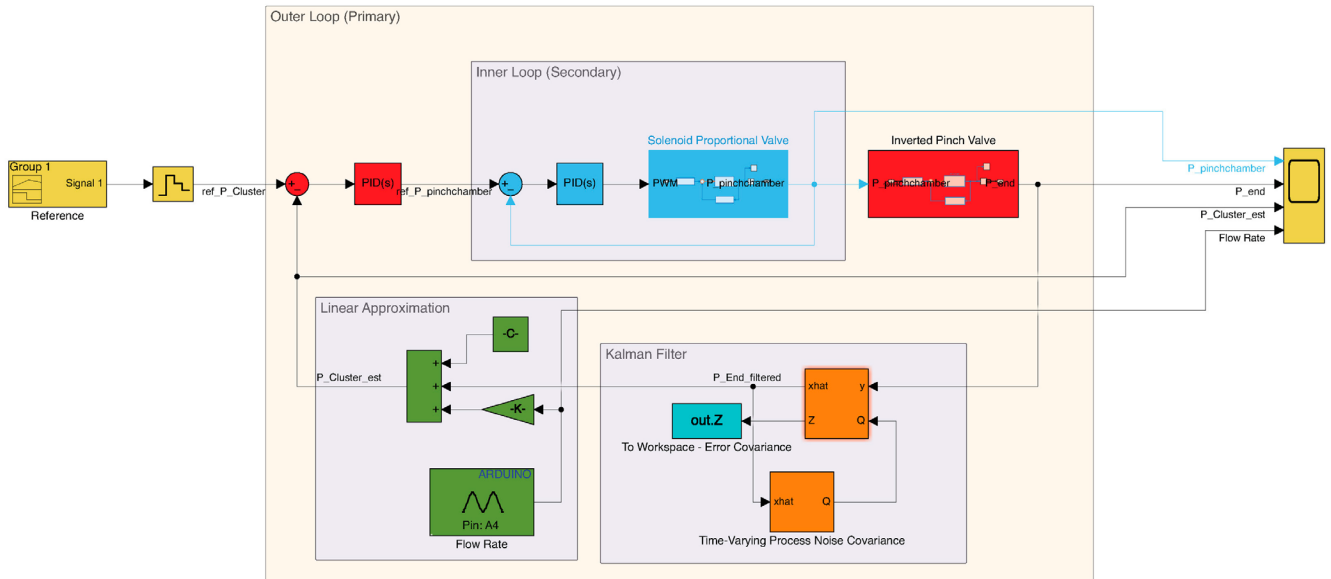 Outer Loop (Primary)
Inner Loop (Secondary)
Group 1
Signal 1
Reference
ref_P_Cluster
+
-
PID(s)
ref_P_pinchchamber
+
-
PID(s)
Solenoid Proportional Valve
PWM
P_pinchchamber
Inverted Pinch Valve
P_pinchchamber
P_end
P_pinchchamber
P_end
P_Cluster_est
Flow Rate
Linear Approximation
-C-
+
+
+
P_Cluster_est
-K-
ARDUINO
Pin: A4
Flow Rate
Kalman Filter
P_End_filtered
xhat
y
Z
Q
out.Z
To Workspace - Error Covariance
xhat
Q
Time-Varying Process Noise Covariance